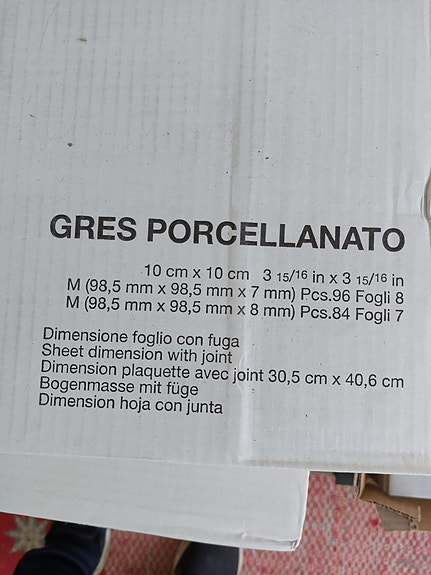 GRES PORCELLANATO
10 cm x 10 cm 3 15/16 in x 3 15/16 in
M (98,5 mm x 98,5 mm x 7 mm) Pcs.96 Fogli 8
M (98,5 mm x 98,5 mm x 8 mm) Pcs.84 Fogli 7
Dimensione foglio con fuga
Sheet dimension with joint
Dimension plaquette avec joint 30,5 cm x 40,6 cm
Bogenmasse mit füge
Dimension hoja con junta